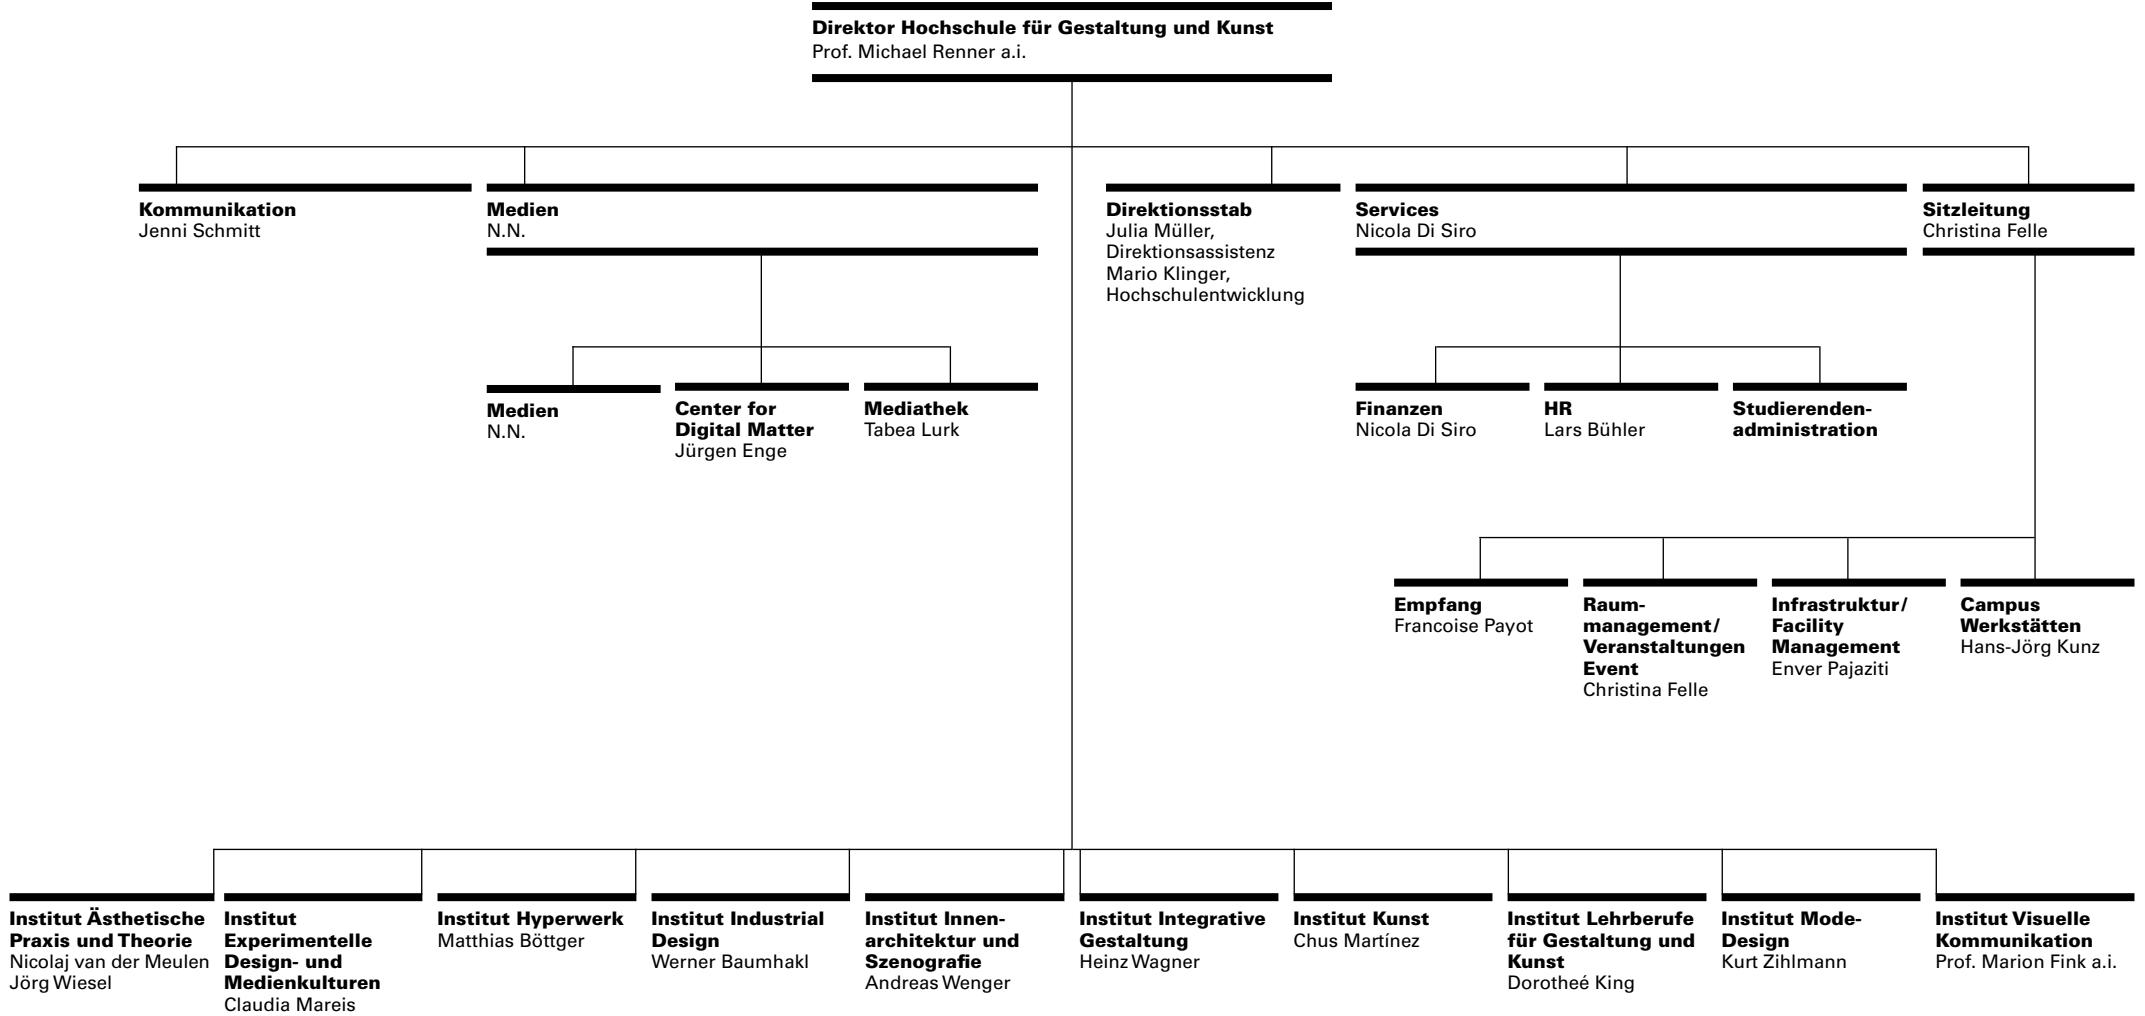 Direktor Hochschule für Gestaltung und Kunst
Prof. Michael Renner a.i.
Kommunikation
Jenni Schmitt
Medien
N.N.
Direktionsstab
Julia Müller,
Direktionsassistenz
Mario Klinger,
Hochschulentwicklung
Services
Nicola Di Siro
Sitzleitung
Christina Felle
Medien
N.N.
Center for
Digital Matter
Jürgen Enge
Mediathek
Tabea Lurk
Finanzen
Nicola Di Siro
HR
Lars Bühler
Studierenden-
administration
Empfang
Francoise Payot
Raum-
management/
Veranstaltungen
Event
Christina Felle
Infrastruktur/
Facility
Management
Enver Pajaziti
Campus
Werkstätten
Hans-Jörg Kunz
Institut Ästhetische
Praxis und Theorie
Nicolaj van der Meulen
Jörg Wiesel
Institut
Experimentelle
Design- und
Medienkulturen
Claudia Mareis
Institut Hyperwerk
Matthias Böttger
Institut Industrial
Design
Werner Baumhakl
Institut Innen-
architektur und
Szenografie
Andreas Wenger
Institut Integrative
Gestaltung
Heinz Wagner
Institut Kunst
Chus Martínez
Institut Lehrberufe
für Gestaltung und
Kunst
Dorotheé King
Institut Mode-
Design
Kurt Zihlmann
Institut Visuelle
Kommunikation
Prof. Marion Fink a.i.